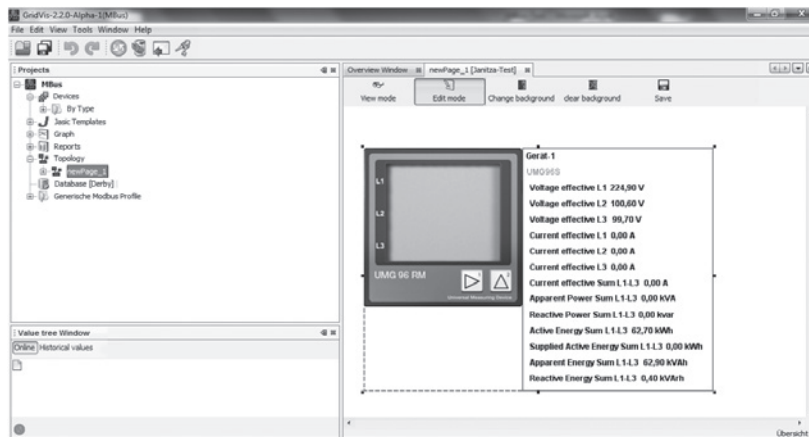 GridVis-2.2.0-Alpha-1(MBus)
File Edit View Tools Window Help
Projects
MBus
Devices
By Type
Jasic Templates
Graph
Reports
Topology
newPage_1
Database [Derby]
Generische Modbus Profile
Value tree Window
Online Historical values
Overview Window newPage_1 [Janitza-Test]
View mode Edit mode Change background clear background Save
L1
L2
L3
UMG 96 RM
Universal Measuring Device
Gerät-1
UMG96S
Voltage effective L1 224,90 V
Voltage effective L2 100,60 V
Voltage effective L3 99,70 V
Current effective L1 0,00 A
Current effective L2 0,00 A
Current effective L3 0,00 A
Current effective Sum L1-L3 0,00 A
Apparent Power Sum L1-L3 0,00 kVA
Reactive Power Sum L1-L3 0,00 kvar
Active Energy Sum L1-L3 62,70 kWh
Supplied Active Energy Sum L1-L3 0,00 kWh
Apparent Energy Sum L1-L3 62,90 kVAh
Reactive Energy Sum L1-L3 0,40 kVArh
Übersicht